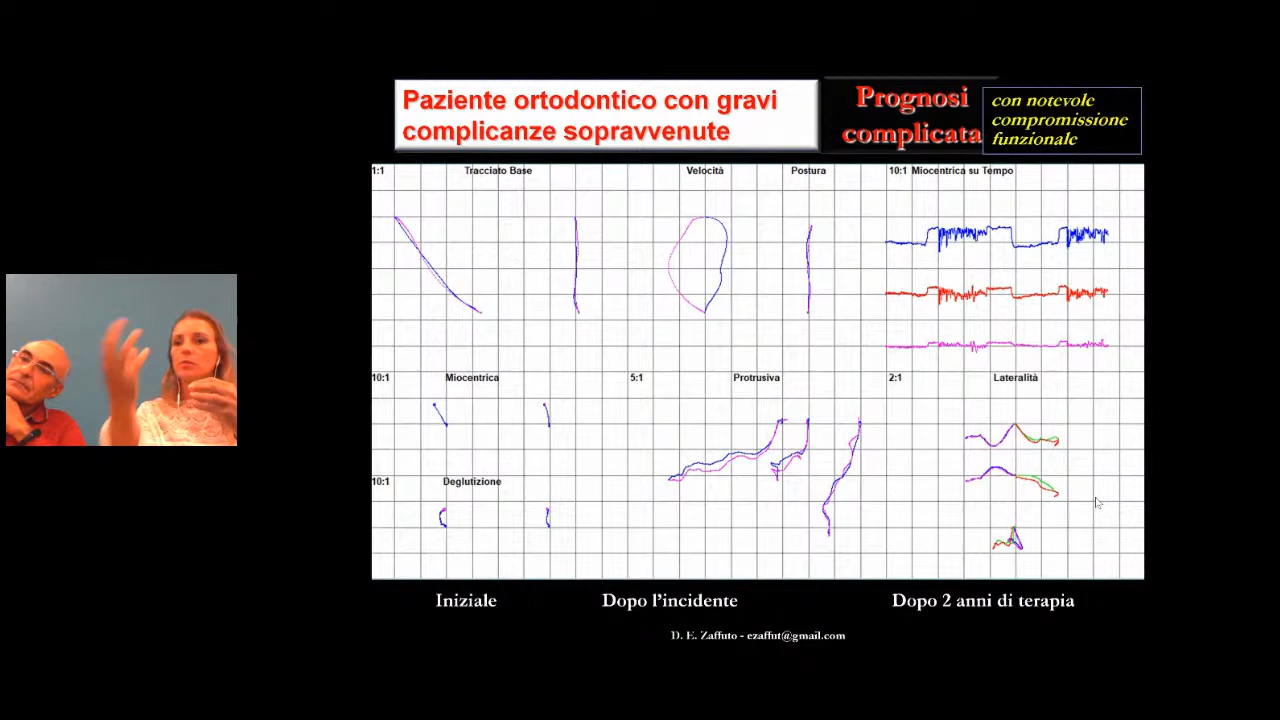 Paziente ortodontico con gravi
complicanze sopravvenute
Prognosi
complicata
con notevole
compromissione
funzionale
1:1 Tracciato Base Velocità Postura 10:1 Miocentrica su Tempo
10:1 Miocentrica 5:1 Protrusiva 2:1 Lateralità
10:1 Deglutizione
Iniziale Dopo l'incidente Dopo 2 anni di terapia
D. E. Zaffuto - ezaffut@gmail.com